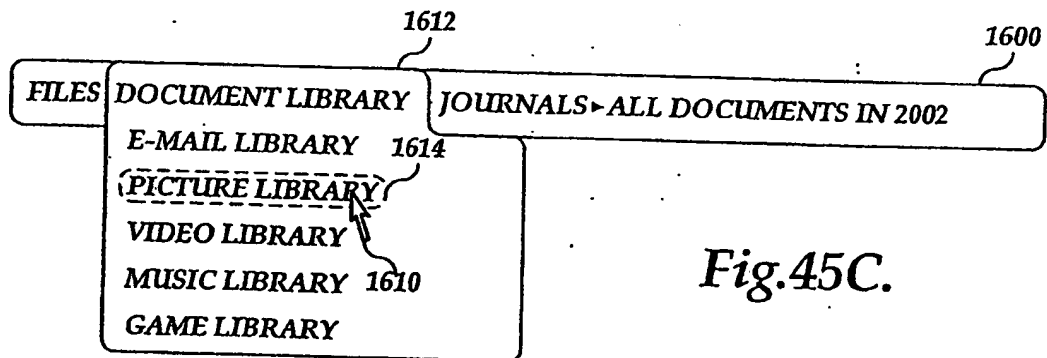 1612
1600
FILES DOCUMENT LIBRARY JOURNALS▸ALL DOCUMENTS IN 2002
E-MAIL LIBRARY 1614
PICTURE LIBRARY
VIDEO LIBRARY
MUSIC LIBRARY 1610
GAME LIBRARY
Fig.45C.